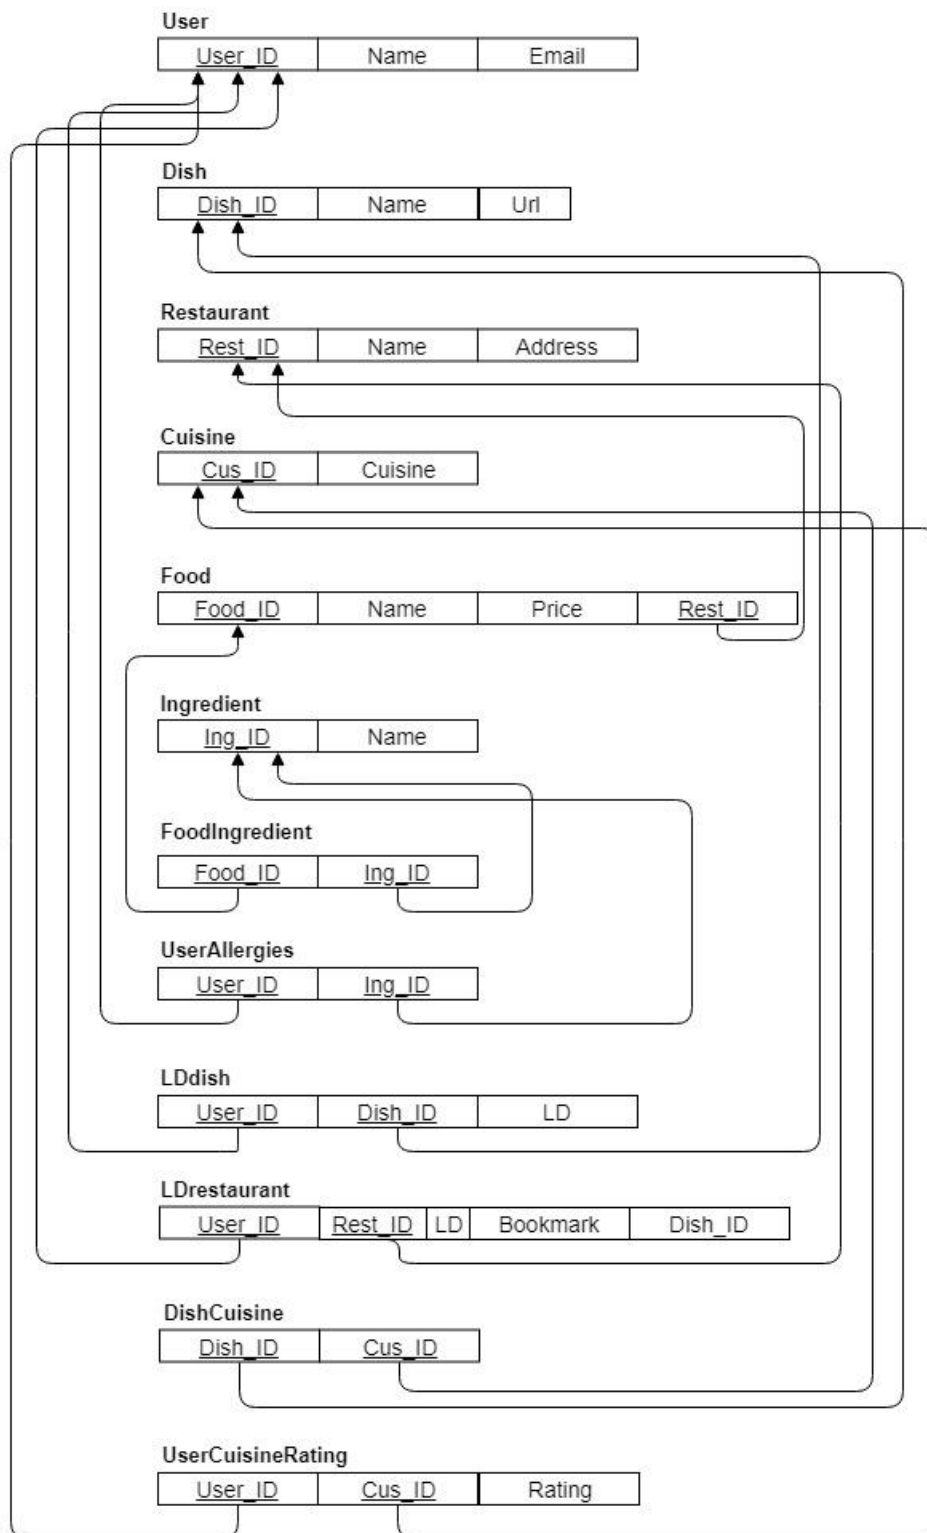 User
User_ID Name Email
Dish
Dish_ID Name Url
Restaurant
Rest_ID Name Address
Cuisine
Cus_ID Cuisine
Food
Food_ID Name Price Rest_ID
Ingredient
Ing_ID Name
FoodIngredient
Food_ID Ing_ID
UserAllergies
User_ID Ing_ID
LDdish
User_ID Dish_ID LD
LDrestaurant
User_ID Rest_ID LD Bookmark Dish_ID
DishCuisine
Dish_ID Cus_ID
UserCuisineRating
User_ID Cus_ID Rating